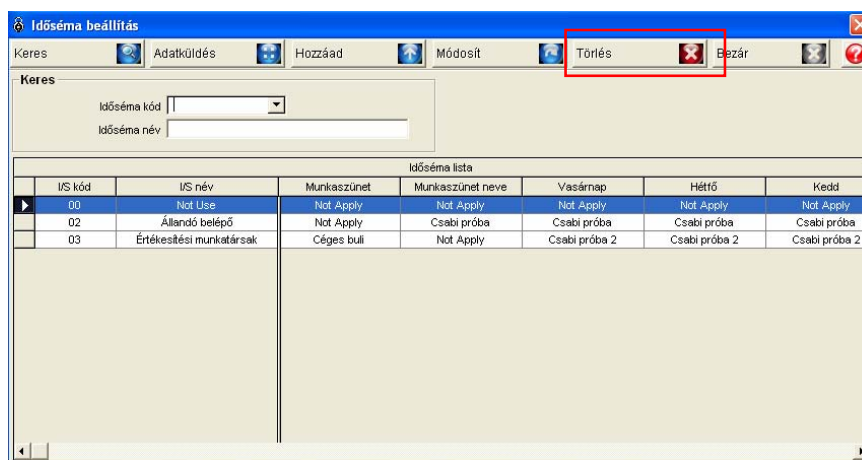 Időséma beállítás
Keres Adatküldés Hozzáad Módosít Törlés Bezár ?
Keres
Időséma kód
Időséma név
Időséma lista
I/S kód I/S név Munkaszünet Munkaszünet neve Vasárnap Hétfő Kedd
00 Not Use Not Apply Not Apply Not Apply Not Apply Not Apply
02 Állandó belépő Not Apply Csabi próba Csabi próba Csabi próba Csabi próba
03 Értékesítési munkatársak Céges buli Not Apply Csabi próba 2 Csabi próba 2 Csabi próba 2